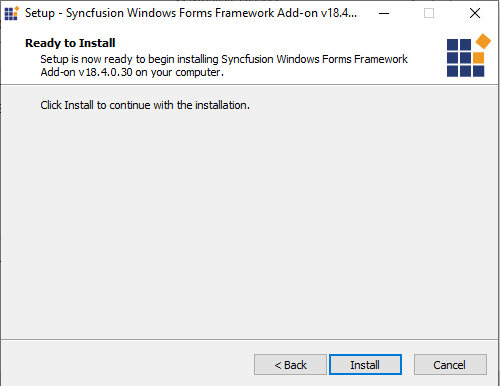 Setup - Syncfusion Windows Forms Framework Add-on v18.4...
Ready to Install
Setup is now ready to begin installing Syncfusion Windows Forms Framework
Add-on v18.4.0.30 on your computer.
Click Install to continue with the installation.
< Back
Install
Cancel